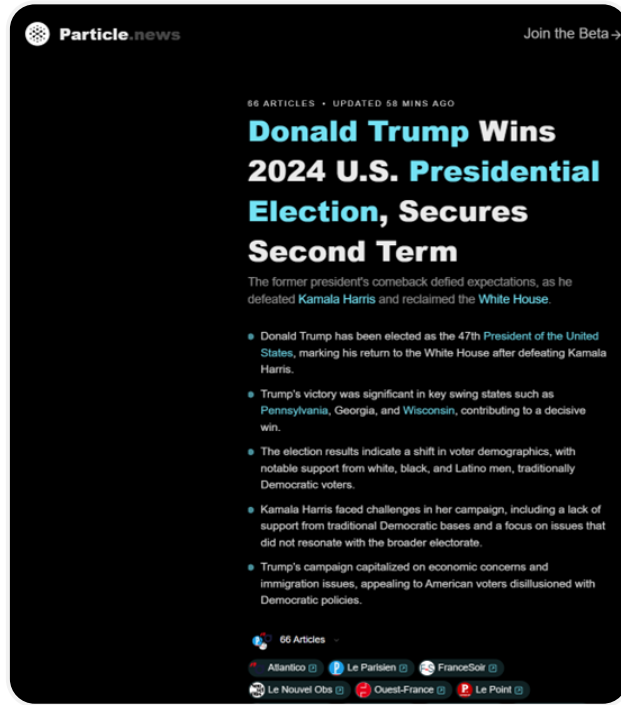 Particle.news
Join the Beta→
66 ARTICLES • UPDATED 58 MINS AGO
Donald Trump Wins
2024 U.S. Presidential
Election, Secures
Second Term
The former president's comeback defied expectations, as he
defeated Kamala Harris and reclaimed the White House.
Donald Trump has been elected as the 47th President of the United
States, marking his return to the White House after defeating Kamala
Harris.
Trump's victory was significant in key swing states such as
Pennsylvania, Georgia, and Wisconsin, contributing to a decisive
win.
The election results indicate a shift in voter demographics, with
notable support from white, black, and Latino men, traditionally
Democratic voters.
Kamala Harris faced challenges in her campaign, including a lack of
support from traditional Democratic bases and a focus on issues that
did not resonate with the broader electorate.
Trump's campaign capitalized on economic concerns and
immigration issues, appealing to American voters disillusioned with
Democratic policies.
66 Articles
Atlantico Le Parisien FranceSoir
Le Nouvel Obs Ouest-France Le Point